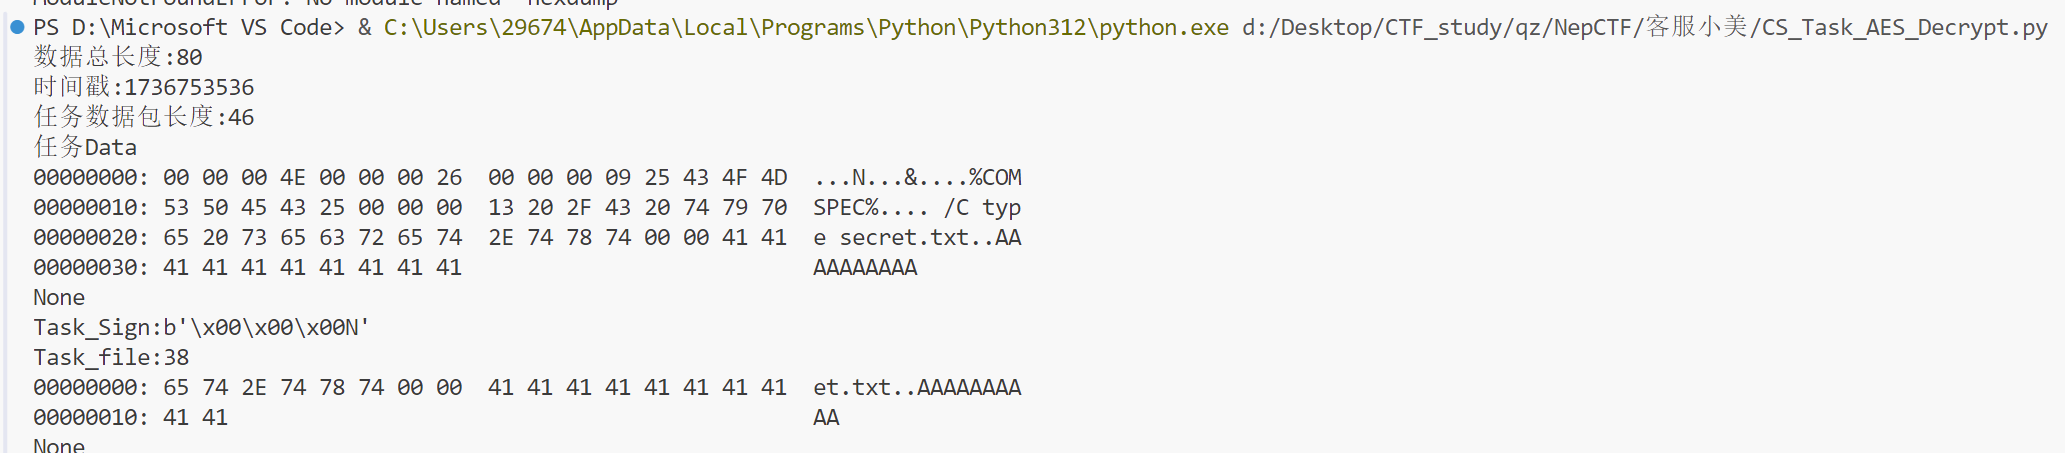 ModuleNotFoundError: No module named 'hexdump'
PS D:\Microsoft VS Code> & C:\Users\29674\AppData\Local\Programs\Python\Python312\python.exe d:/Desktop/CTF_study/qz/NepCTF/客服小美/CS_Task_AES_Decrypt.py
数据总长度:80
时间戳:1736753536
任务数据包长度:46
任务Data
00000000: 00 00 00 4E 00 00 00 26  00 00 00 09 25 43 4F 4D  ...N...&....%COM
00000010: 53 50 45 43 25 00 00 00  13 20 2F 43 20 74 79 70  SPEC%.... /C typ
00000020: 65 20 73 65 63 72 65 74  2E 74 78 74 00 00 41 41  e secret.txt..AA
00000030: 41 41 41 41 41 41 41 41                           AAAAAAAA
None
Task_Sign:b'\x00\x00\x00N'
Task_file:38
00000000: 65 74 2E 74 78 74 00 00  41 41 41 41 41 41 41 41  et.txt..AAAAAAAA
00000010: 41 41                                             AA
None